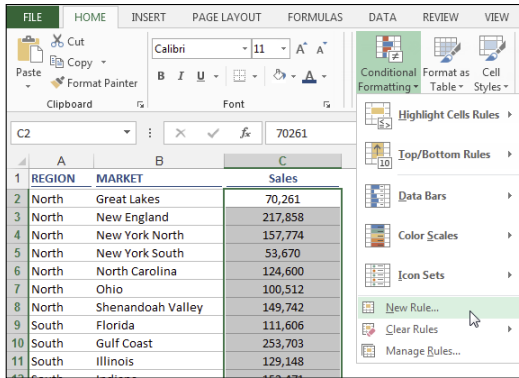 FILE HOME INSERT PAGE LAYOUT FORMULAS DATA REVIEW VIEW
Paste
Cut
Copy
Format Painter
Clipboard
Calibri 11 A A
B I U A
Font
Conditional Formatting
Format as Table
Cell Styles
C2 fx 70261
A B C
1 REGION MARKET Sales
2 North Great Lakes 70,261
3 North New England 217,858
4 North New York North 157,774
5 North New York South 53,670
6 North North Carolina 124,600
7 North Ohio 100,512
8 North Shenandoah Valley 149,742
9 South Florida 111,606
10 South Gulf Coast 253,703
11 South Illinois 129,148
Highlight Cells Rules
Top/Bottom Rules
10
Data Bars
Color Scales
Icon Sets
New Rule...
Clear Rules
Manage Rules...